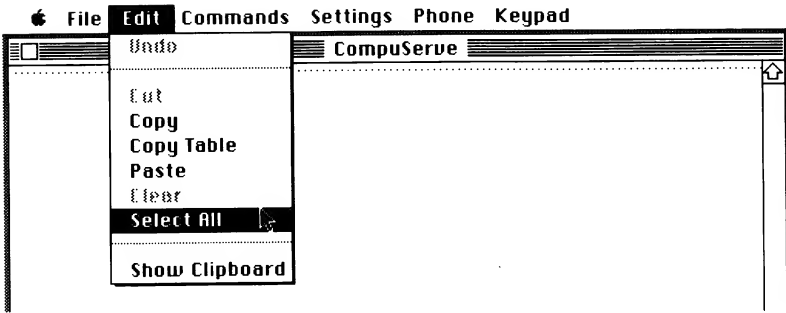 File Edit Commands Settings Phone Keypad
Undo
CompuServe
Cut
Copy
Copy Table
Paste
Clear
Select All
Show Clipboard